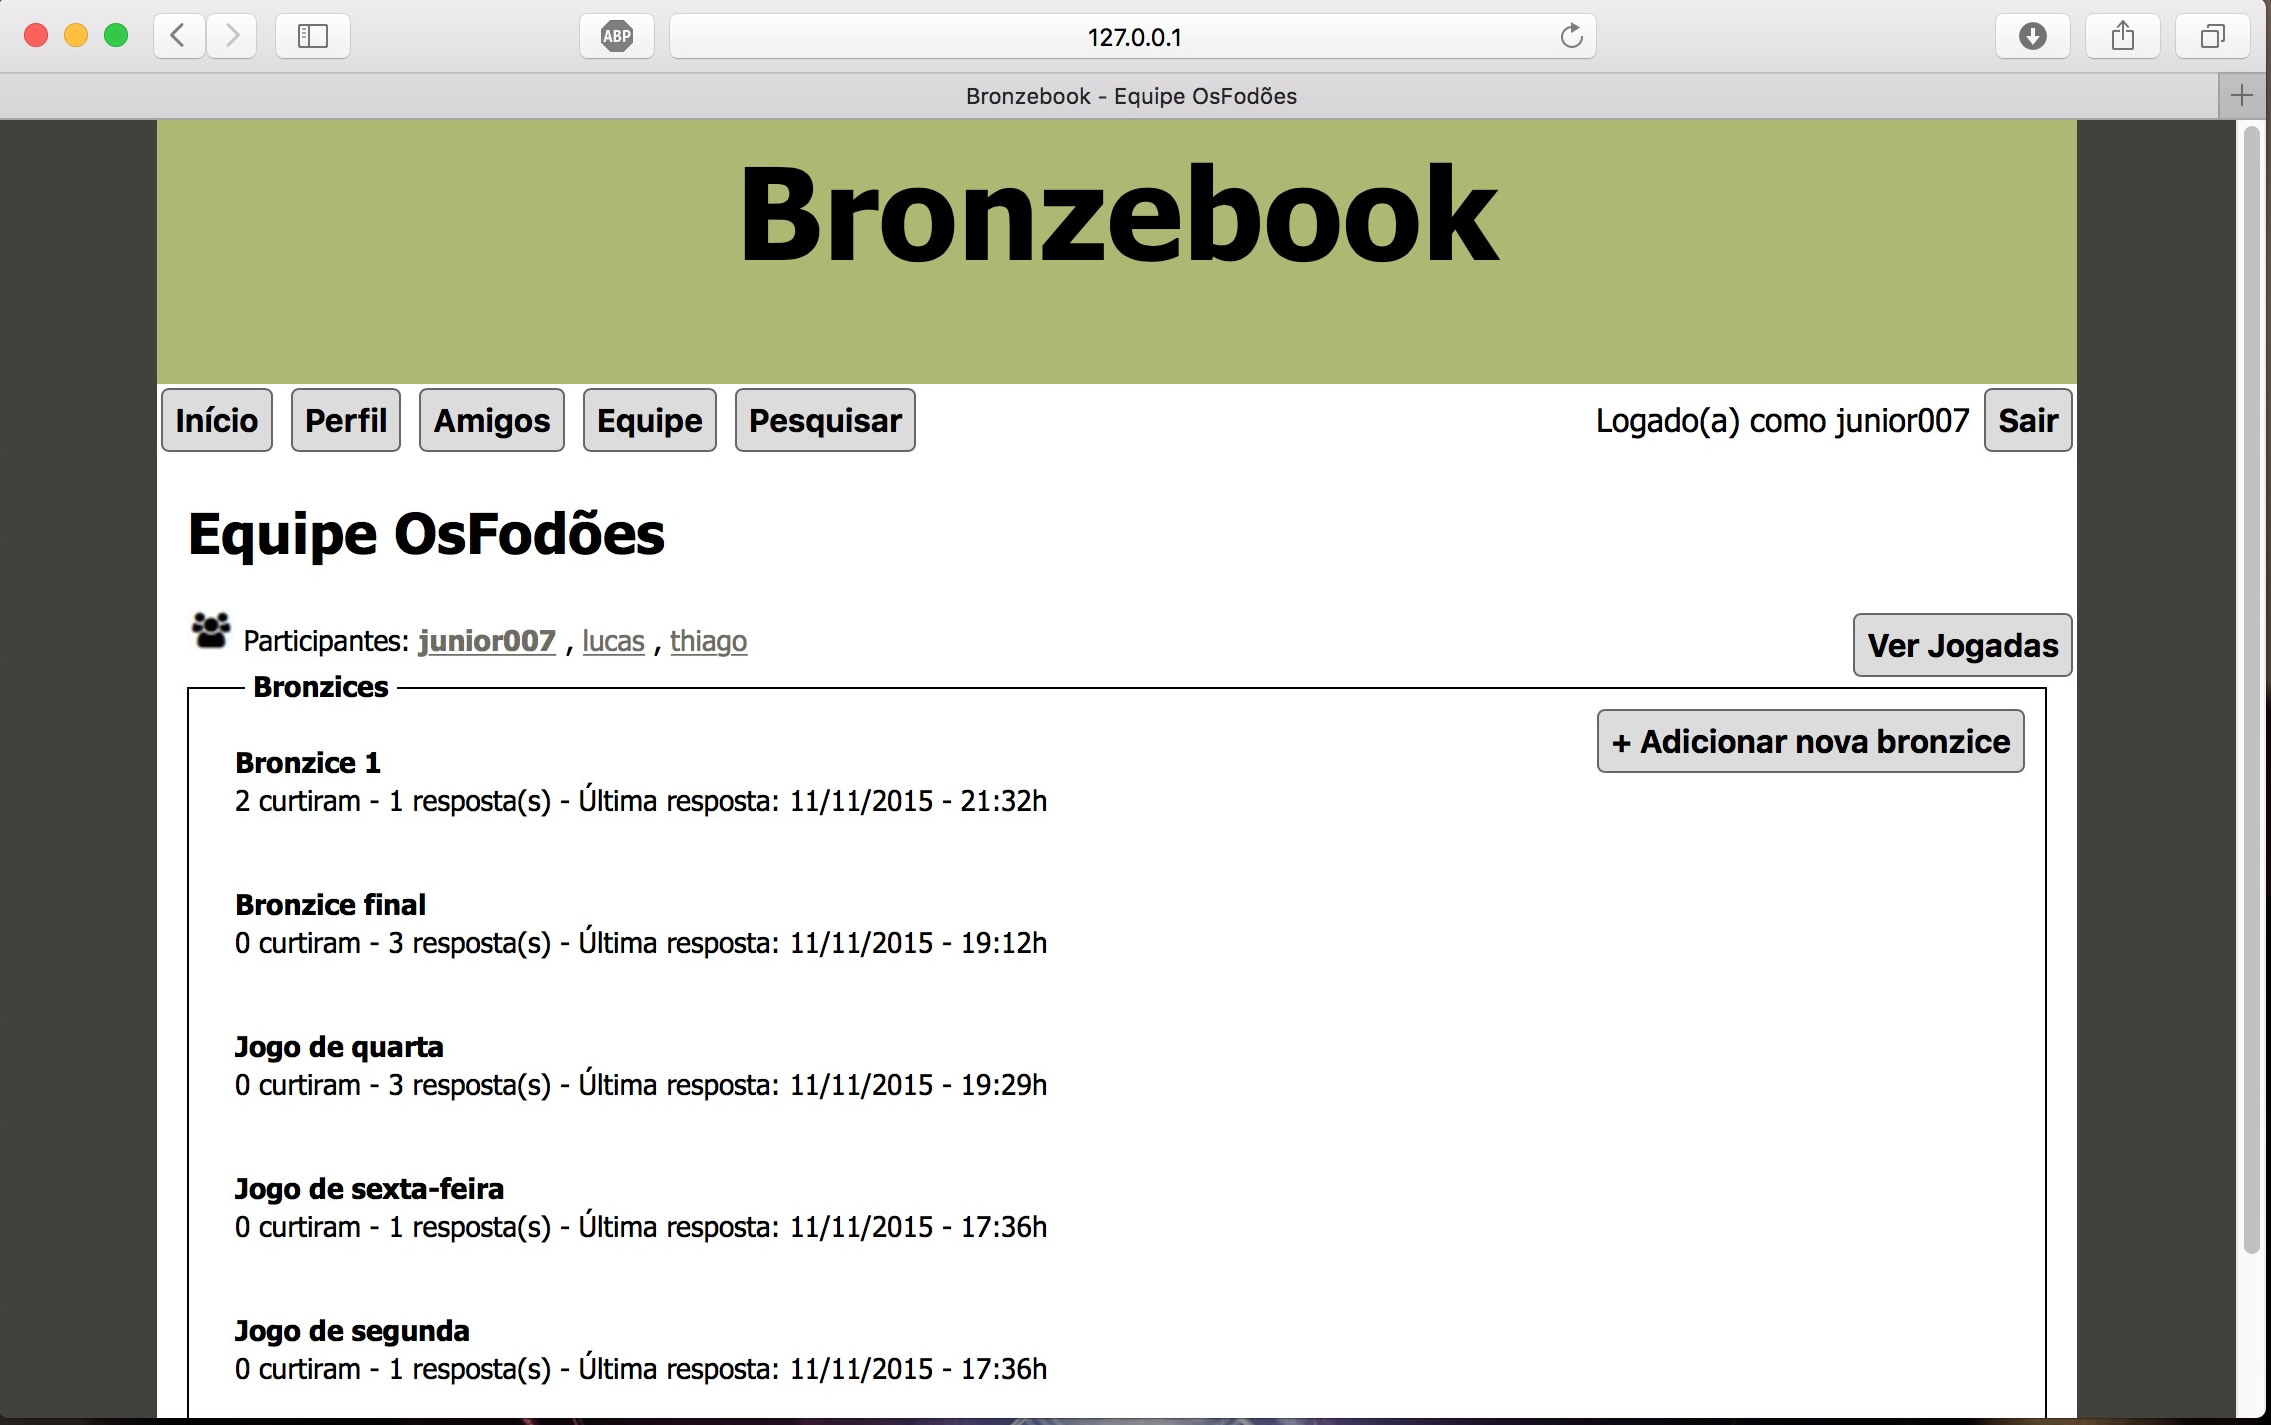 ABP
127.0.0.1
Bronzebook - Equipe OsFodões
Bronzebook
Início Perfil Amigos Equipe Pesquisar Logado(a) como junior007 Sair
Equipe OsFodões
Participantes: junior007 , lucas , thiago
Ver Jogadas
Bronzices
+ Adicionar nova bronzice
Bronzice 1
2 curtiram - 1 resposta(s) - Última resposta: 11/11/2015 - 21:32h
Bronzice final
0 curtiram - 3 resposta(s) - Última resposta: 11/11/2015 - 19:12h
Jogo de quarta
0 curtiram - 3 resposta(s) - Última resposta: 11/11/2015 - 19:29h
Jogo de sexta-feira
0 curtiram - 1 resposta(s) - Última resposta: 11/11/2015 - 17:36h
Jogo de segunda
0 curtiram - 1 resposta(s) - Última resposta: 11/11/2015 - 17:36h